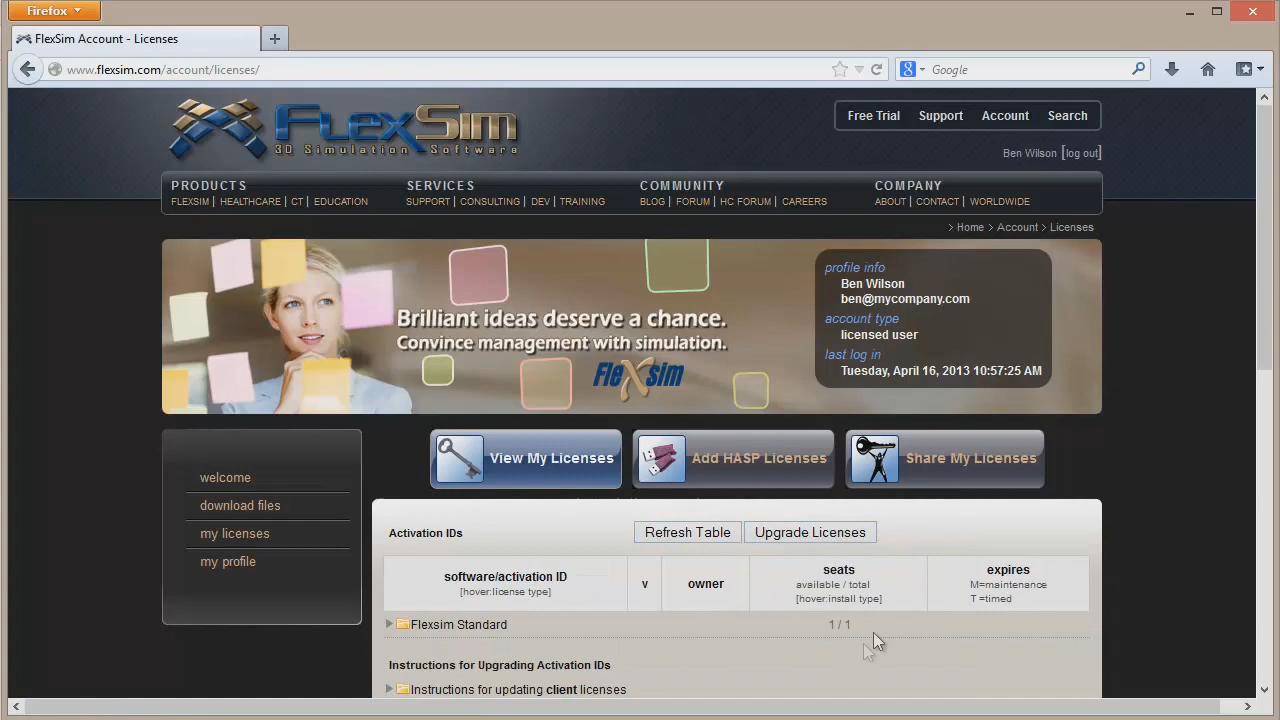 Firefox
FlexSim Account - Licenses
www.flexsim.com/account/licenses/
Google
FlexSim
3D Simulation Software
Free Trial Support Account Search
Ben Wilson [log out]
PRODUCTS SERVICES COMMUNITY COMPANY
FLEXSIM | HEALTHCARE | CT | EDUCATION SUPPORT | CONSULTING | DEV | TRAINING BLOG | FORUM | HC FORUM | CAREERS ABOUT | CONTACT | WORLDWIDE
> Home > Account > Licenses
Brilliant ideas deserve a chance.
Convince management with simulation.
FlexSim
profile info
Ben Wilson
ben@mycompany.com
account type
licensed user
last log in
Tuesday, April 16, 2013 10:57:25 AM
welcome
download files
my licenses
my profile
View My Licenses Add HASP Licenses Share My Licenses
Activation IDs Refresh Table Upgrade Licenses
software/activation ID
[hover:license type]
v
owner
seats
available / total
[hover:install type]
expires
M=maintenance
T =timed
Flexsim Standard 1 / 1
Instructions for Upgrading Activation IDs
Instructions for updating client licenses